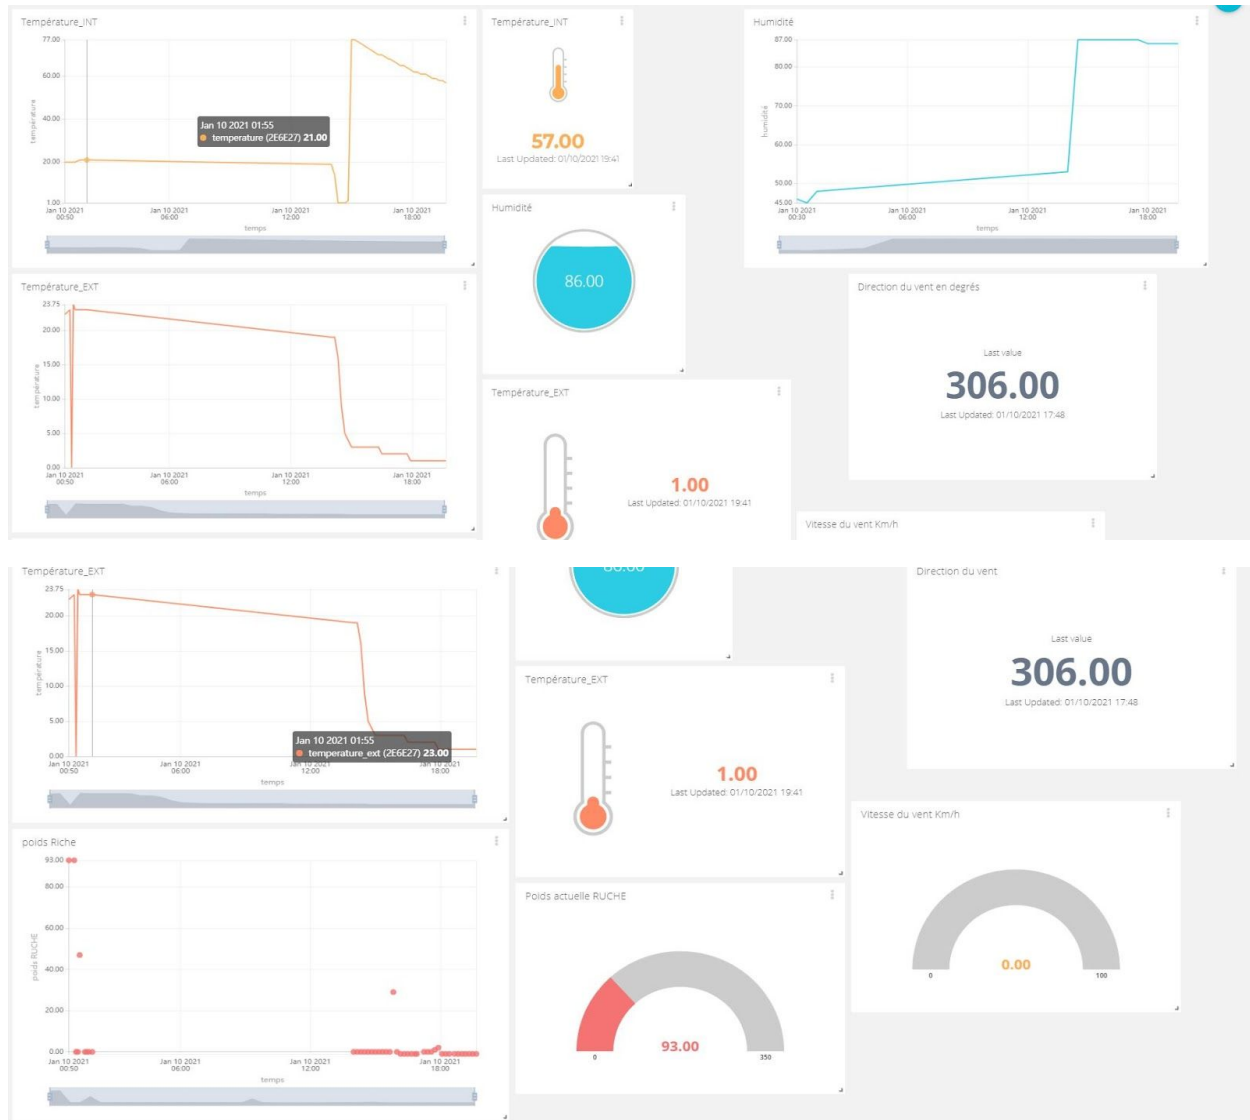 Température_INT
77.00
60.00
40.00
20.00
1.00
température
Jan 10 2021 01:55
temperature (2E6E27) 21.00
Jan 10 2021
00:50
Jan 10 2021
06:00
Jan 10 2021
12:00
Jan 10 2021
18:00
temps
Température_INT
57.00
Last Updated: 01/10/2021 19:41
Humidité
87.00
80.00
70.00
60.00
50.00
45.00
humidité
Jan 10 2021
00:30
Jan 10 2021
06:00
Jan 10 2021
12:00
Jan 10 2021
18:00
temps
Humidité
86.00
Température_EXT
23.75
20.00
15.00
10.00
5.00
0.00
température
Jan 10 2021
00:50
Jan 10 2021
06:00
Jan 10 2021
12:00
Jan 10 2021
18:00
temps
Température_EXT
1.00
Last Updated: 01/10/2021 19:41
Direction du vent en degrés
Last value
306.00
Last Updated: 01/10/2021 17:48
Vitesse du vent Km/h
Température_EXT
23.75
20.00
15.00
10.00
5.00
0.00
température
Jan 10 2021 01:55
temperature_ext (2E6E27) 23.00
Jan 10 2021
00:50
Jan 10 2021
06:00
Jan 10 2021
12:00
Jan 10 2021
18:00
temps
86.00
Température_EXT
1.00
Last Updated: 01/10/2021 19:41
Direction du vent
Last value
306.00
Last Updated: 01/10/2021 17:48
poids Riche
93.00
80.00
60.00
40.00
20.00
0.00
poids RUCHE
Jan 10 2021
00:50
Jan 10 2021
06:00
Jan 10 2021
12:00
Jan 10 2021
18:00
temps
Poids actuelle RUCHE
93.00
0
350
Vitesse du vent Km/h
0.00
0
100